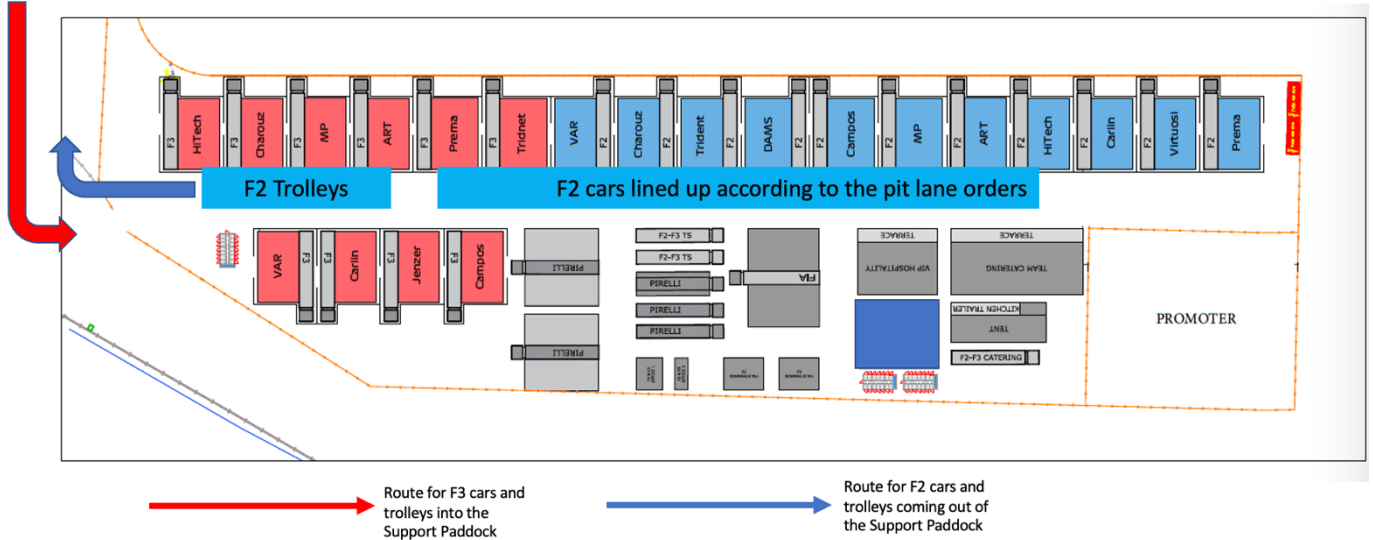 F3 HiTech F3 Charouz F3 MP F3 ART F3 Prema F3 Tridnet VAR F2 Charouz F2 Trident F2 DAMS F2 F2 Campos F2 MP F2 ART F2 HiTech F2 Carlin F2 Virtuosi F2 Prema
F2 Trolleys
F2 cars lined up according to the pit lane orders
VAR F3 F3 Carlin F3 Jenzer F3 Campos
PIRELLI
PIRELLI
F2-F3 TS
F2-F3 TS
PIRELLI
PIRELLI
PIRELLI
FIA
TERRACE
VIP HOSPITALITY
TERRACE
TEAM CATERING
KITCHEN TRAILER
TENT
F2-F3 CATERING
PROMOTER
Route for F3 cars and
trolleys into the
Support Paddock
Route for F2 cars and
trolleys coming out of
the Support Paddock